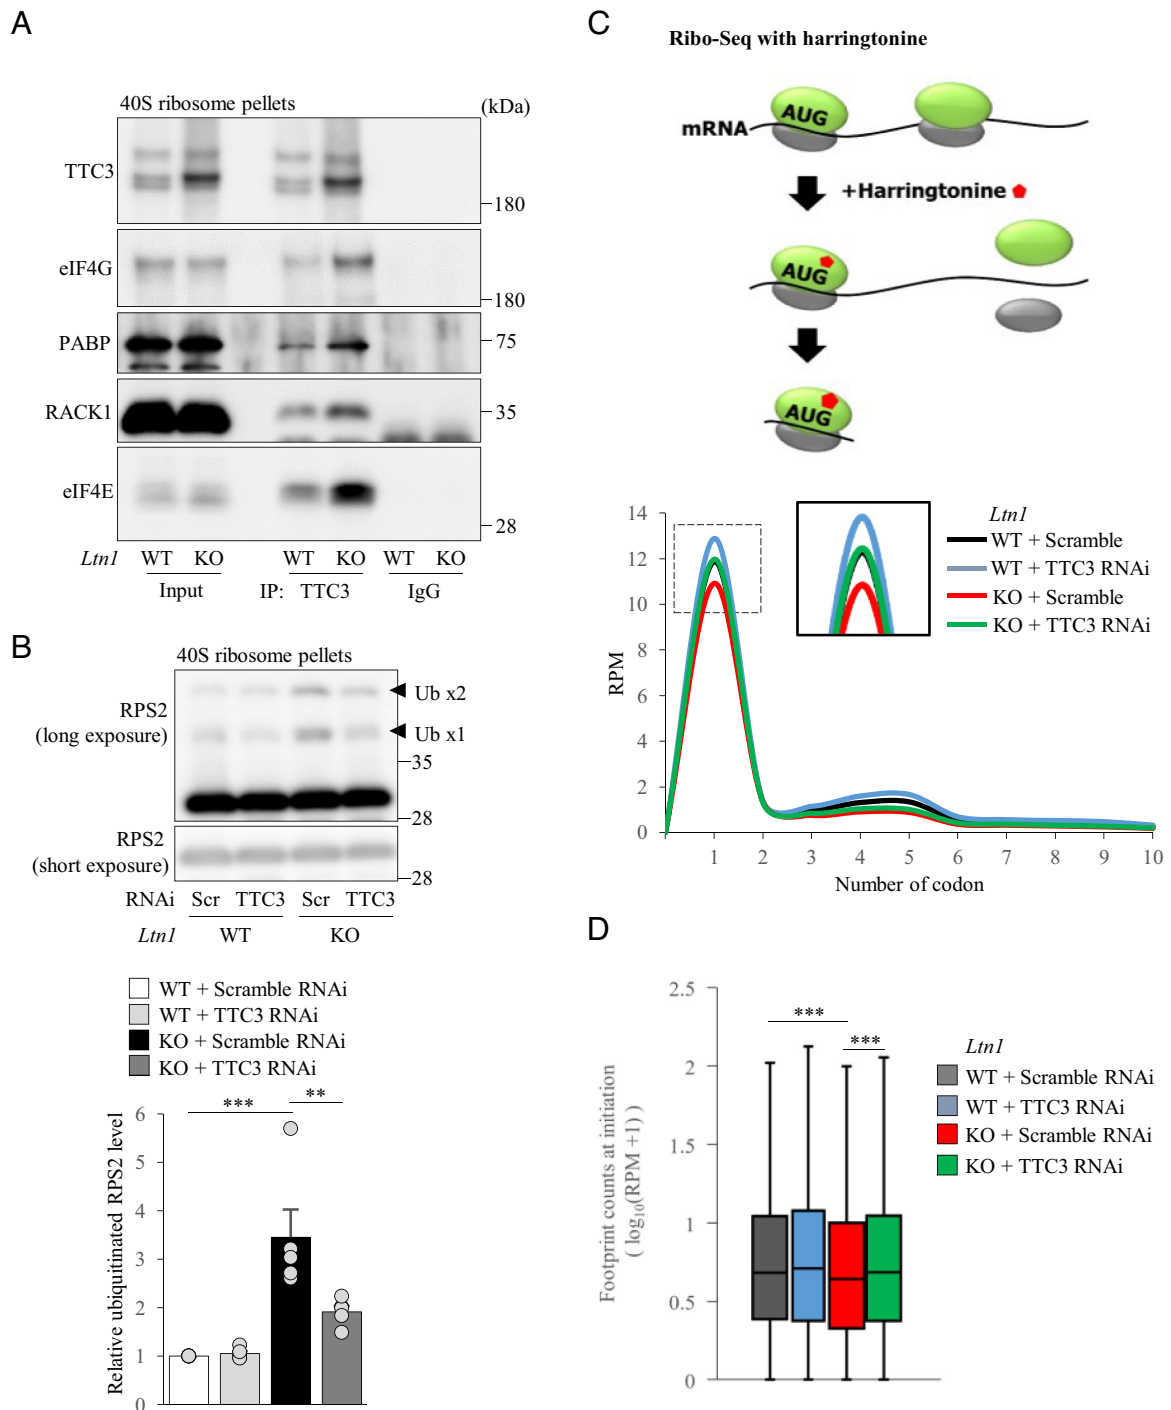 A
40S ribosome pellets
(kDa)
TTC3
180
eIF4G
180
PABP
75
RACK1
35
eIF4E
28
Ltn1 WT KO WT KO WT KO
Input IP: TTC3 IgG
B
40S ribosome pellets
RPS2
(long exposure)
Ub x2
Ub x1
35
28
RPS2
(short exposure)
28
RNAi Scr TTC3 Scr TTC3
Ltn1 WT KO
WT + Scramble RNAi
WT + TTC3 RNAi
KO + Scramble RNAi
KO + TTC3 RNAi
*** **
Relative ubiquitinated RPS2 level
6
5
4
3
2
1
0
C
Ribo-Seq with harringtonine
mRNA
AUG
+Harringtonine
AUG
AUG
Ltn1
WT + Scramble
WT + TTC3 RNAi
KO + Scramble
KO + TTC3 RNAi
RPM
14
12
10
8
6
4
2
0
1 2 3 4 5 6 7 8 9 10
Number of codon
D
Footprint counts at initiation
( log10(RPM +1) )
2.5
2
1.5
1
0.5
0
***
***
Ltn1
WT + Scramble RNAi
WT + TTC3 RNAi
KO + Scramble RNAi
KO + TTC3 RNAi